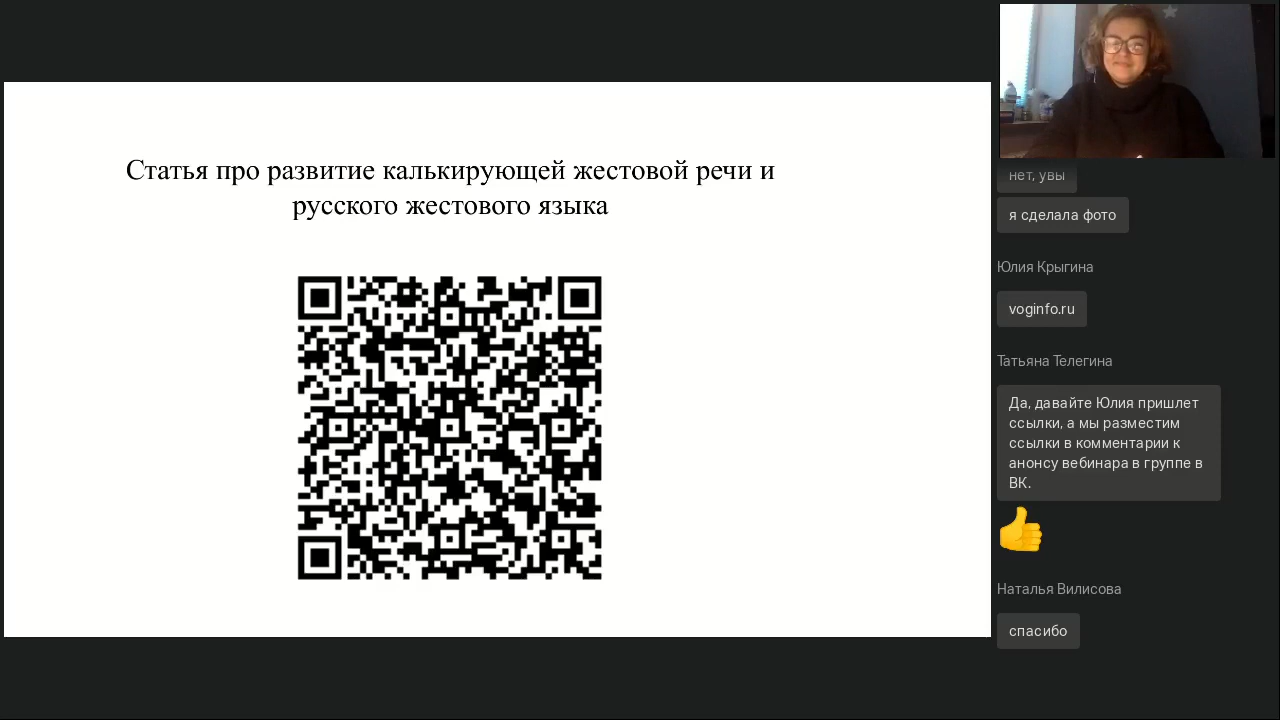 Статья про развитие калькирующей жестовой речи и
русского жестового языка
нет, увы
я сделала фото
Юлия Крыгина
voginfo.ru
Татьяна Телегина
Да, давайте Юлия пришлет
ссылки, а мы разместим
ссылки в комментарии к
анонсу вебинара в группе в
ВК.
Наталья Вилисова
спасибо